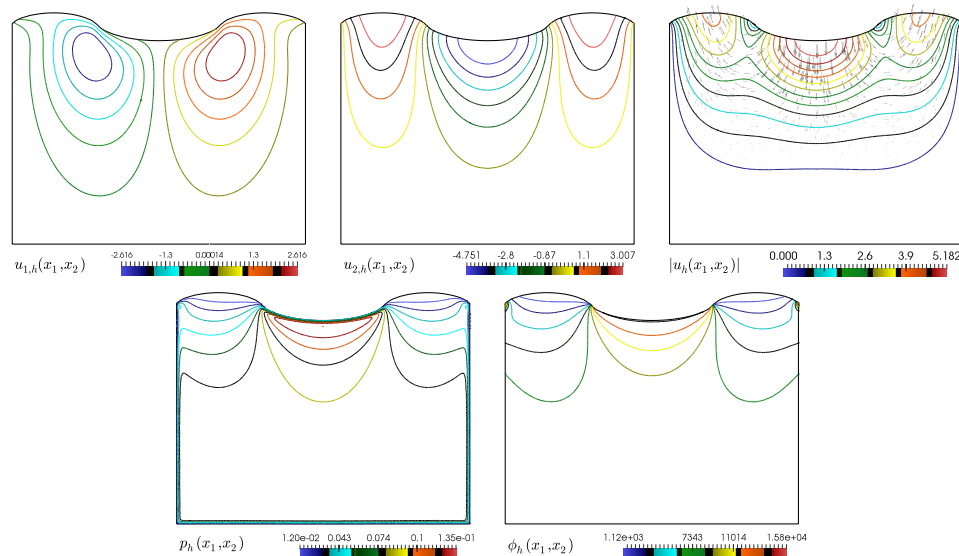 -2.616 -1.3 0.00014 1.3 2.616
u_{1,h}(x_1,x_2)
-4.751 -2.8 -0.87 1.1 3.007
u_{2,h}(x_1,x_2)
0.000 1.3 2.6 3.9 5.182
|u_h(x_1,x_2)|
p_h(x_1,x_2)
1.20e-02 0.043 0.074 0.1 1.35e-01
ϕ_h(x_1,x_2)
1.12e+03 7343 11014 1.58e+04